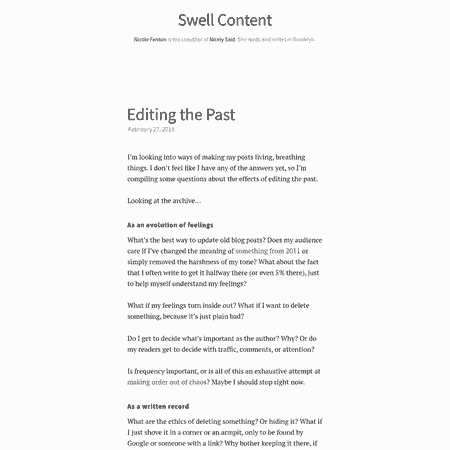 Swell Content
Nicole Fenton is the coauthor of Nicely Said. She reads and writes in Brooklyn.
Editing the Past
February 27, 2013
I'm looking into ways of making my posts living, breathing
things. I don't feel like I have any of the answers yet, so I'm
compiling some questions about the effects of editing the past.
Looking at the archive...
As an evolution of feelings
What's the best way to update old blog posts? Does my audience
care if I've changed the meaning of something from 2011 or
simply removed the harshness of my tone? What about the fact
that I often write to get it halfway there (or even 5% there), just
to help myself understand my feelings?
What if my feelings turn inside out? What if I want to delete
something, because it's just plain bad?
Do I get to decide what's important as the author? Why? Or do
my readers get to decide with traffic, comments, or attention?
Is frequency important, or is all of this an exhaustive attempt at
making order out of chaos? Maybe I should stop right now.
As a written record
What are the ethics of deleting something? Or hiding it? What if
I just shove it in a corner or an armpit, only to be found by
Google or someone with a link? Why bother keeping it there, if